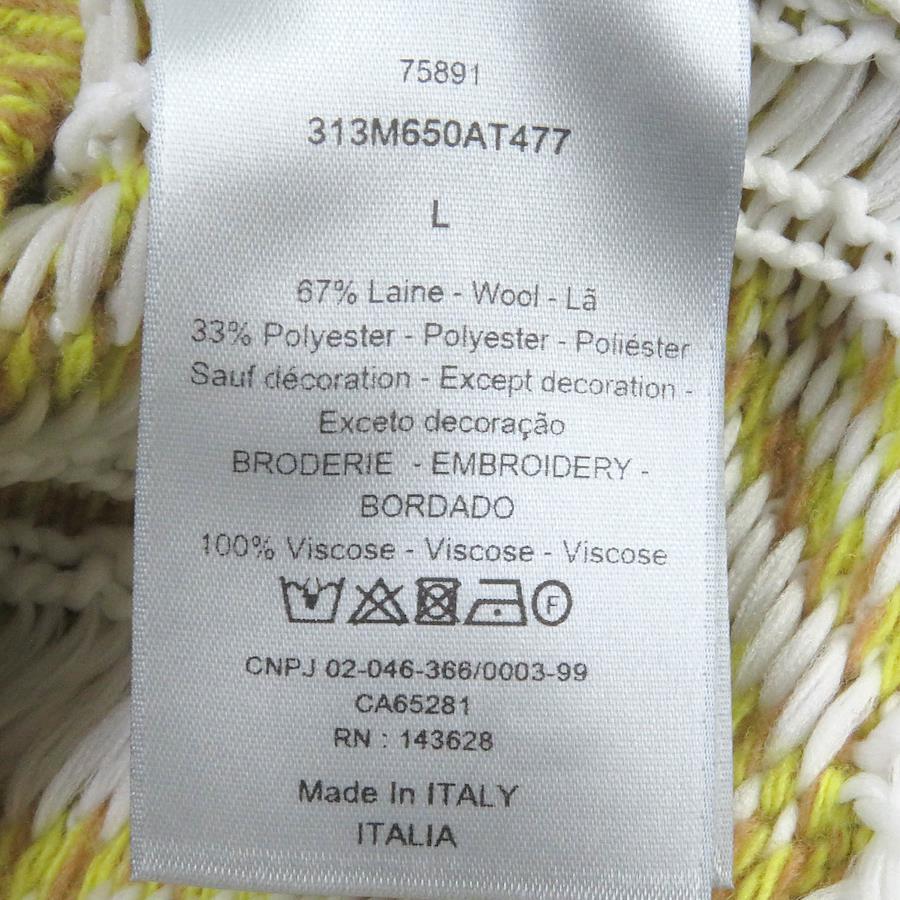 75891
313M650AT477
L
67% Laine - Wool - Lã
33% Polyester - Polyester - Poliéster
Sauf décoration - Except decoration -
Exceto decoração
BRODERIE - EMBROIDERY -
BORDADO
100% Viscose - Viscose - Viscose
F
CNPJ 02-046-366/0003-99
CA65281
RN : 143628
Made In ITALY
ITALIA